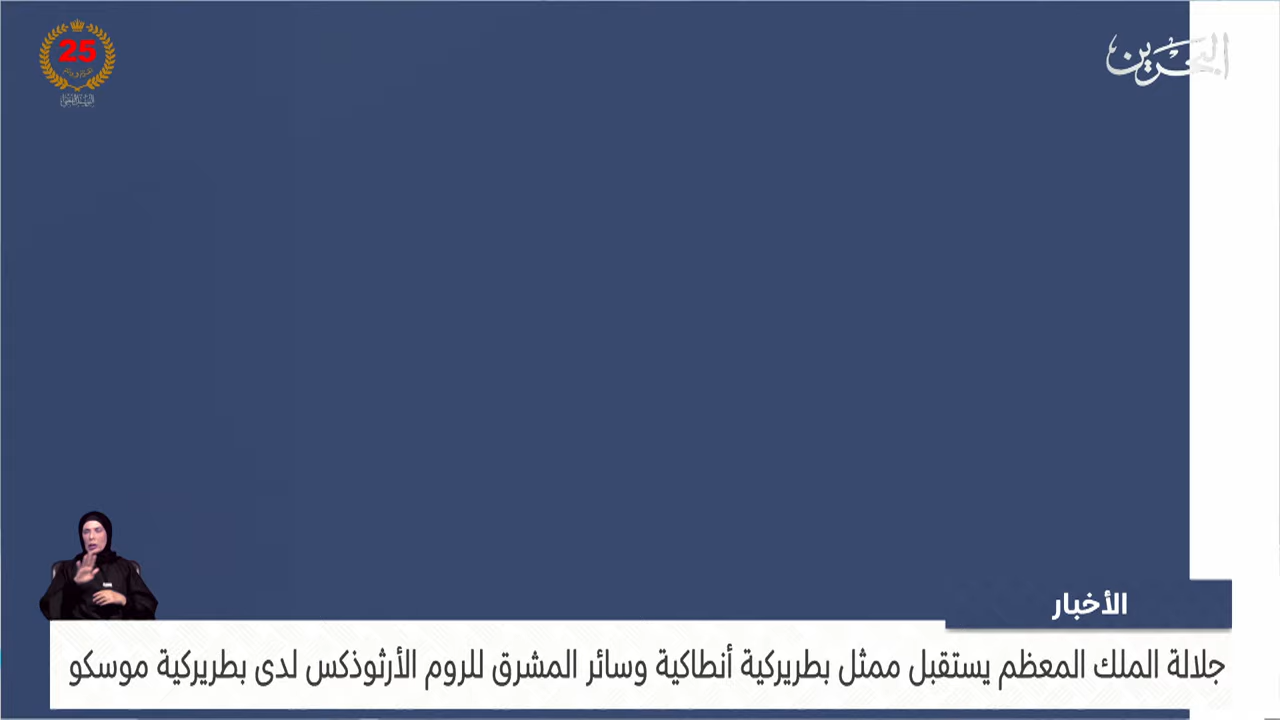 25
البحرين
الأخبار
جلالة الملك المعظم يستقبل ممثل بطريركية أنطاكية وسائر المشرق للروم الأرثوذكس لدى بطريركية موسكو